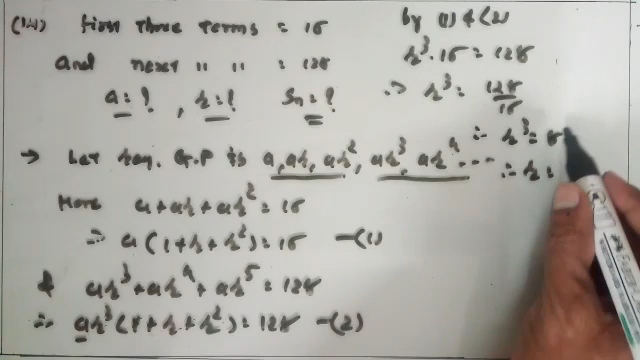 (14) first three terms = 16
And next " " = 128
a = ? , r = ? Sn = ?
→ Let req. G.P is a, ar, ar², ar³, ar⁴ ----
Here a + ar + ar² = 16
⇒ a(1+r+r²) = 16 —(1)
& ar³ + ar⁴ + ar⁵ = 128
∴ ar³(1+r+r²) = 128 —(2)
by (1) & (2)
r³ · 16 = 128
∴ r³ = 128/16
∴ r³ = 8
∴ r =